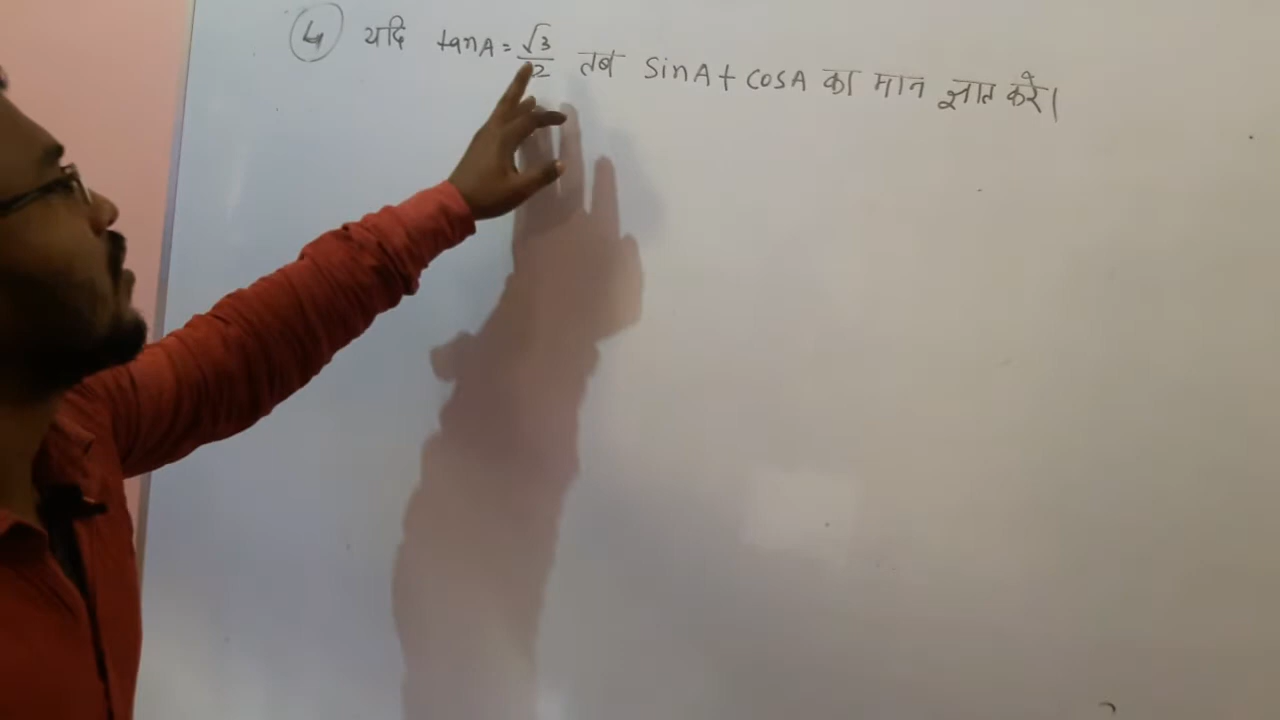 ④ यदि tanA = √3/2 तब sinA + cosA का मान ज्ञात करें।